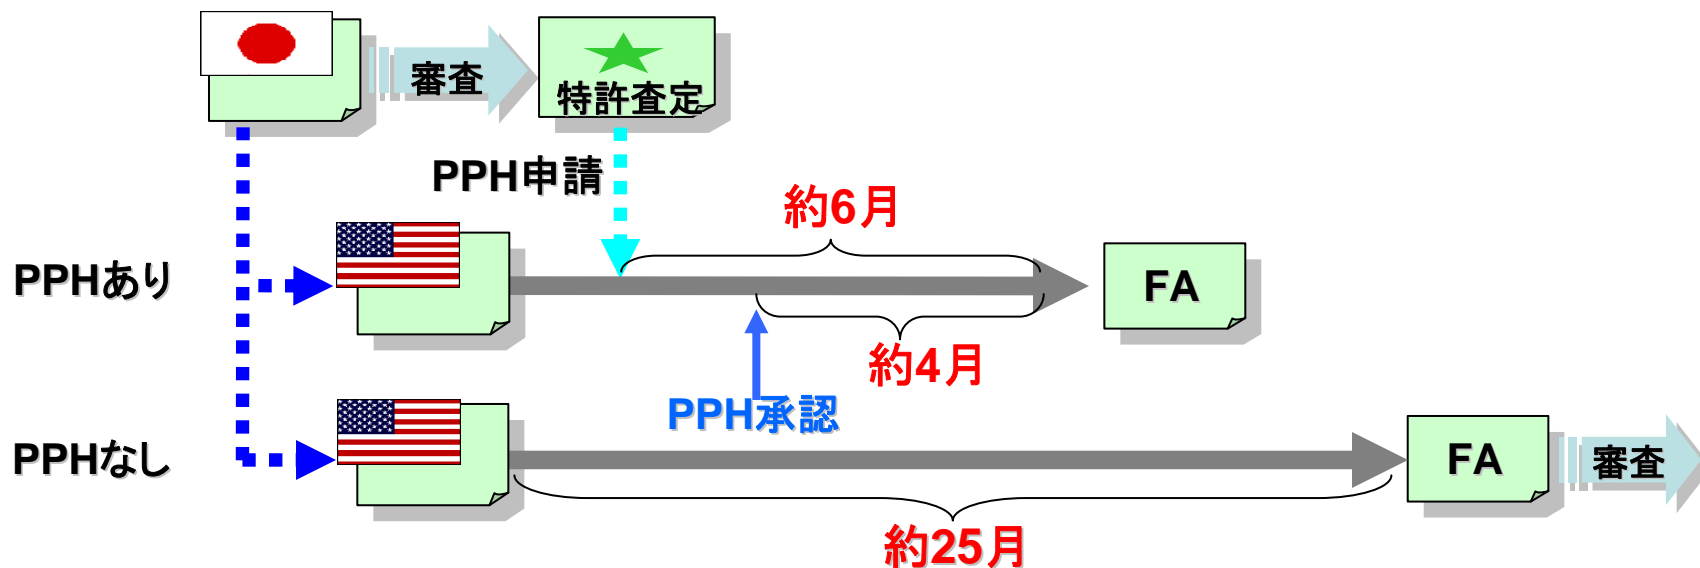 審査
特許査定
PPH申請
約6月
PPHあり
FA
約4月
PPH承認
PPHなし
FA
審査
約25月